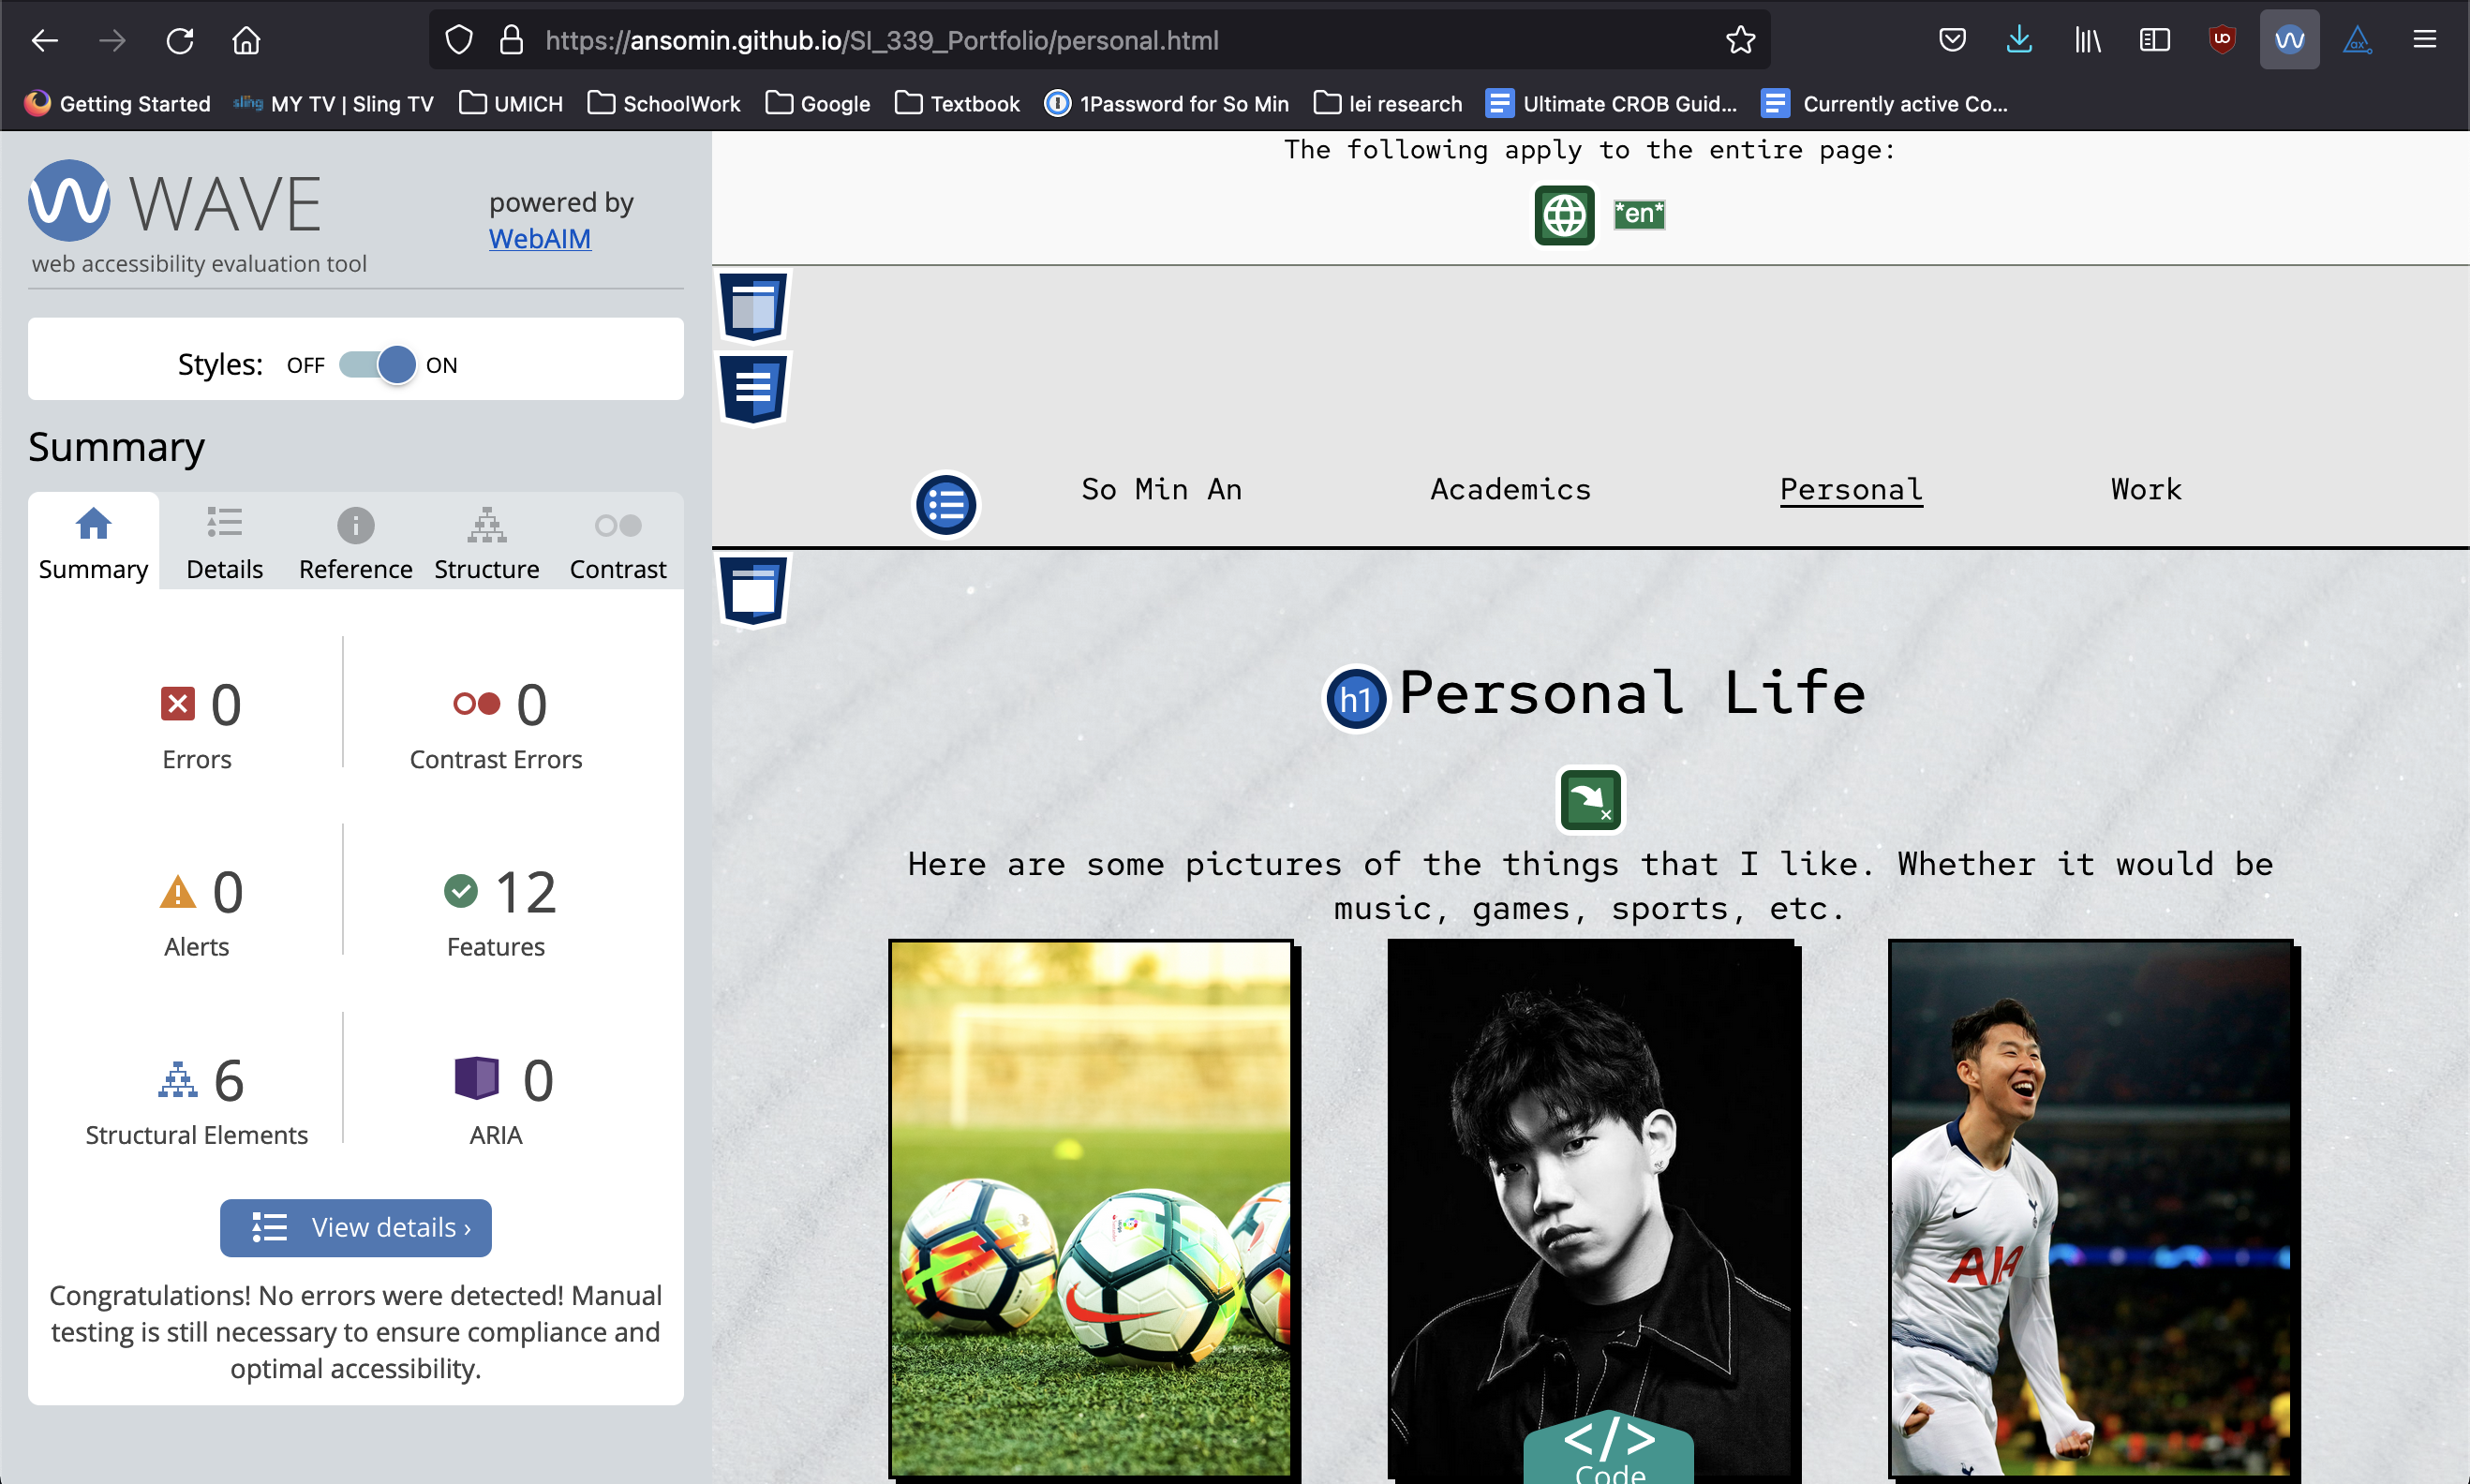 https://ansomin.github.io/SI_339_Portfolio/personal.html
Getting Started
sling MY TV | Sling TV
UMICH
SchoolWork
Google
Textbook
1Password for So Min
lei research
Ultimate CROB Guid...
Currently active Co...
WAVE
powered by
WebAIM
web accessibility evaluation tool
Styles: OFF ON
Summary
Summary Details Reference Structure Contrast
0 0
Errors Contrast Errors
0 12
Alerts Features
6 0
Structural Elements ARIA
View details ›
Congratulations! No errors were detected! Manual
testing is still necessary to ensure compliance and
optimal accessibility.
The following apply to the entire page:
*en*
So Min An Academics Personal Work
h1 Personal Life
Here are some pictures of the things that I like. Whether it would be
music, games, sports, etc.
AIA
</>
Code